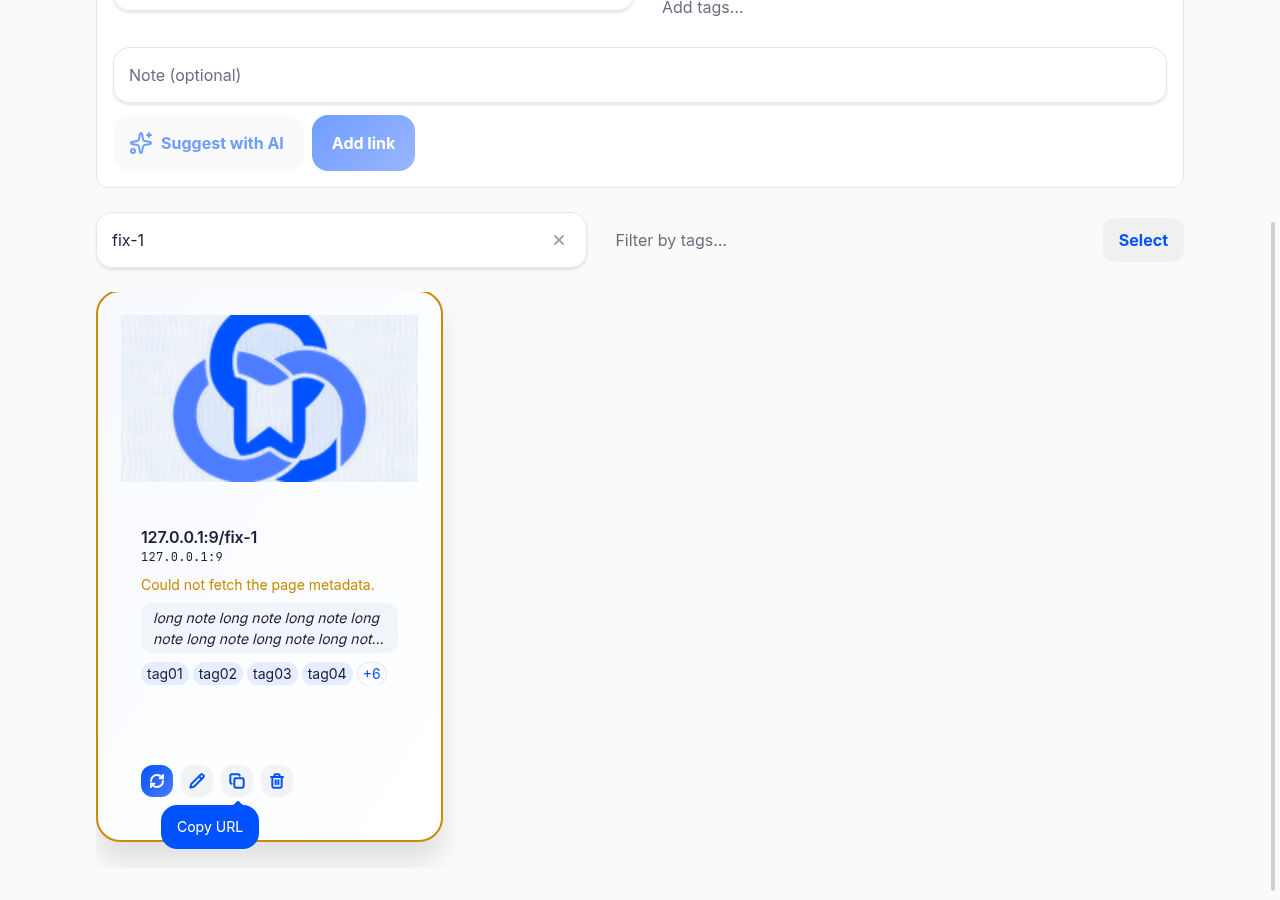 Add tags...
Note (optional)
Suggest with AI
Add link
fix-1
Filter by tags...
Select
127.0.0.1:9/fix-1
127.0.0.1:9
Could not fetch the page metadata.
long note long note long note long
note long note long note long not...
tag01 tag02 tag03 tag04 +6
Copy URL